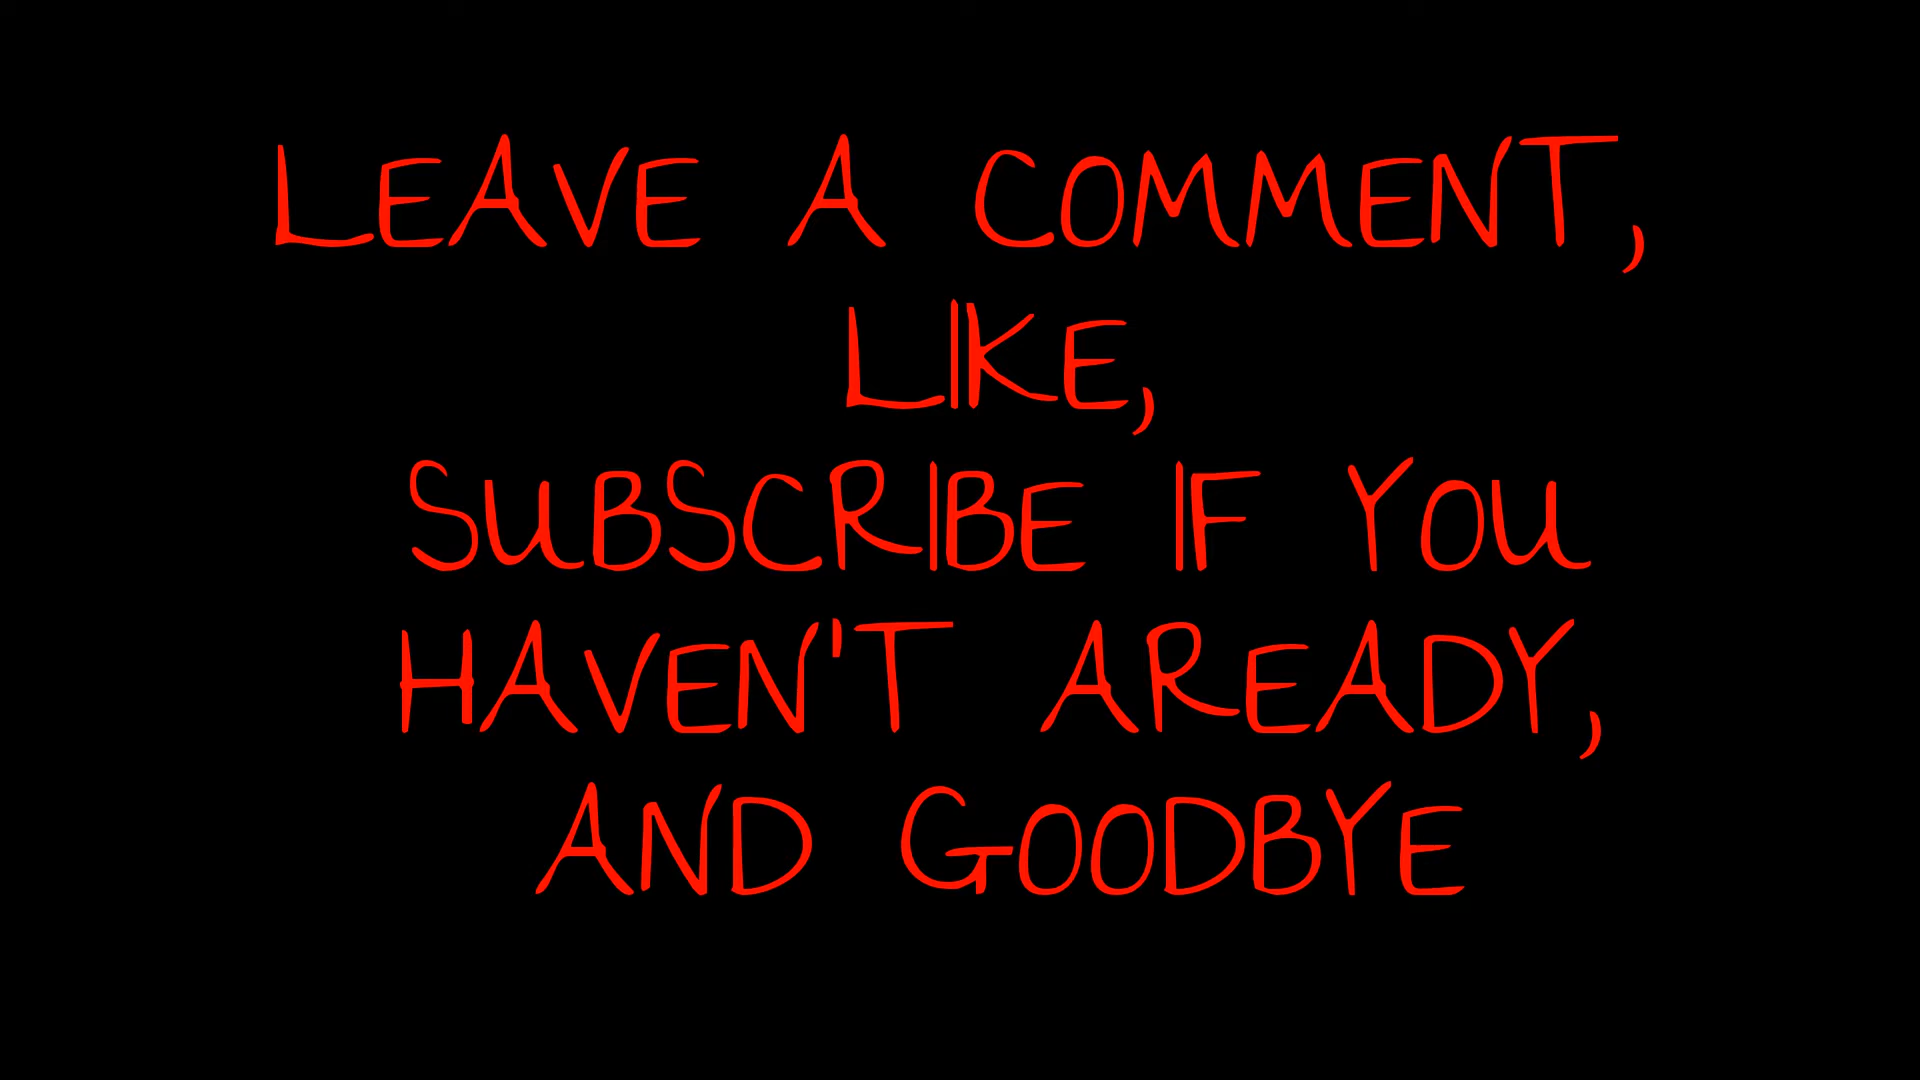 LEAVE A COMMENT,
LIKE,
SUBSCRIBE IF YOU
HAVEN'T AREADY,
AND GOODBYE